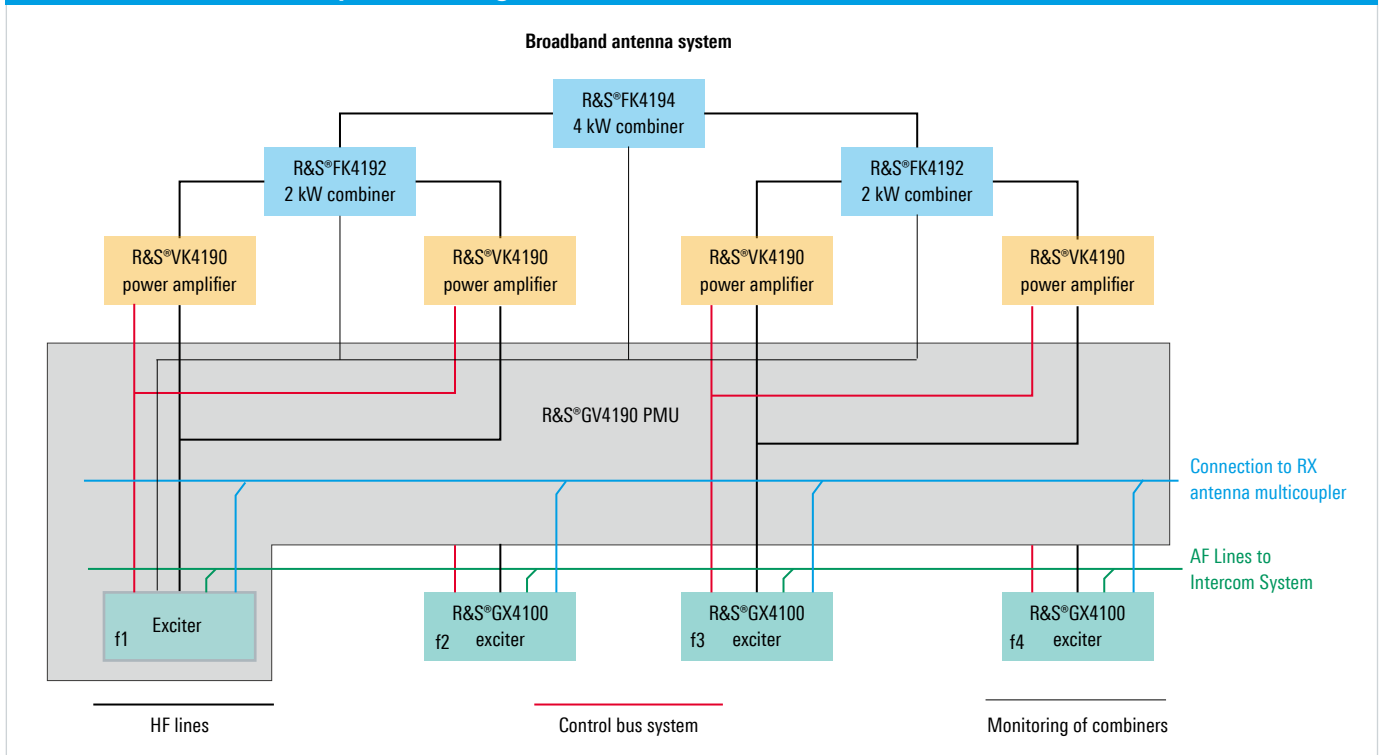 Broadband antenna system
R&S®FK4194
4 kW combiner
R&S®FK4192
2 kW combiner
R&S®FK4192
2 kW combiner
R&S®VK4190
power amplifier
R&S®VK4190
power amplifier
R&S®VK4190
power amplifier
R&S®VK4190
power amplifier
R&S®GV4190 PMU
Connection to RX
antenna multicoupler
AF Lines to
Intercom System
f1
Exciter
R&S®GX4100
f2
exciter
R&S®GX4100
f3
exciter
R&S®GX4100
f4
exciter
HF lines
Control bus system
Monitoring of combiners